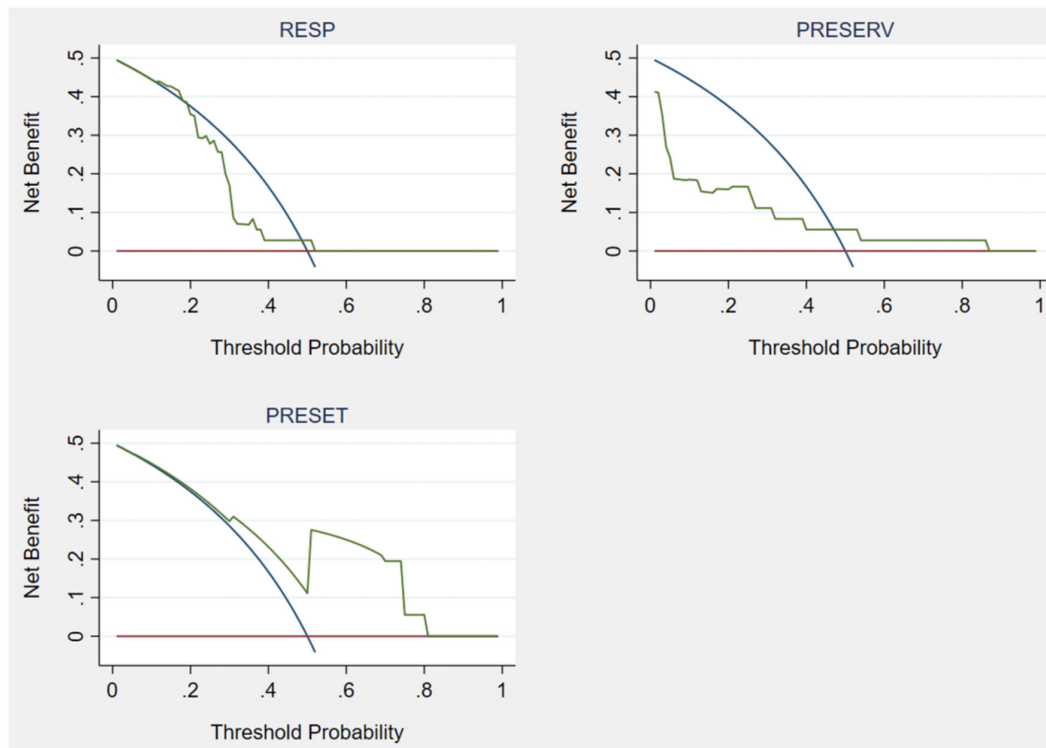 RESP
Net Benefit
.5
.4
.3
.2
.1
0
0 .2 .4 .6 .8 1
Threshold Probability
PRESERV
Net Benefit
.5
.4
.3
.2
.1
0
0 .2 .4 .6 .8 1
Threshold Probability
PRESET
Net Benefit
.5
.4
.3
.2
.1
0
0 .2 .4 .6 .8 1
Threshold Probability